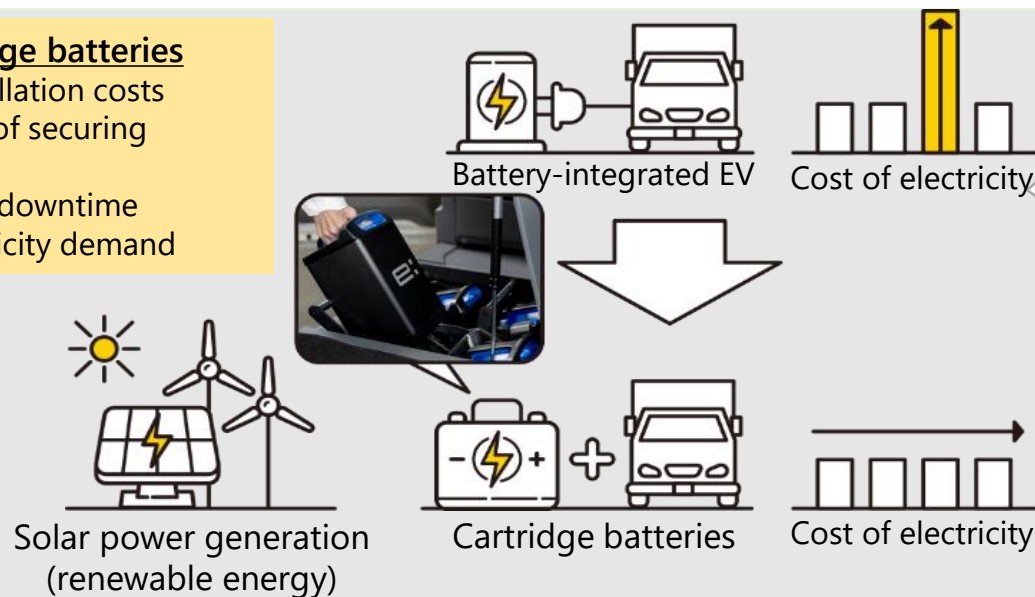 ge batteries
llation costs
of securing
downtime
icity demand
Battery-integrated EV
Cost of electricity
e:
Solar power generation
(renewable energy)
Cartridge batteries
Cost of electricity